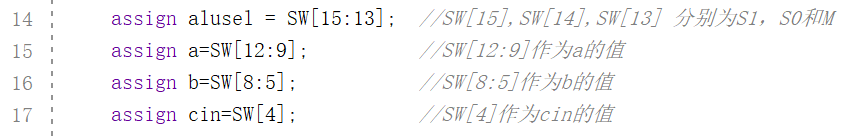 14 assign alusel = SW[15:13]; //SW[15],SW[14],SW[13] 分别为S1，S0和M
15 assign a=SW[12:9]; //SW[12:9]作为a的值
16 assign b=SW[8:5]; //SW[8:5]作为b的值
17 assign cin=SW[4]; //SW[4]作为cin的值